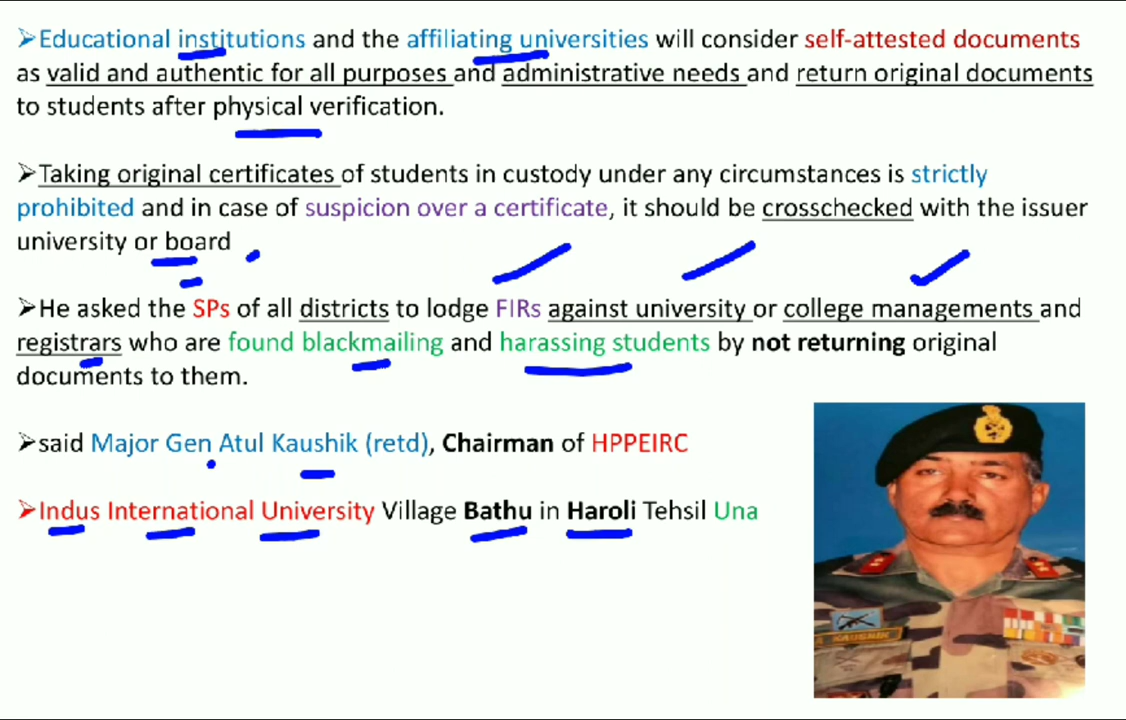 ➢Educational institutions and the affiliating universities will consider self-attested documents
as valid and authentic for all purposes and administrative needs and return original documents
to students after physical verification.
➢Taking original certificates of students in custody under any circumstances is strictly
prohibited and in case of suspicion over a certificate, it should be crosschecked with the issuer
university or board
➢He asked the SPs of all districts to lodge FIRs against university or college managements and
registrars who are found blackmailing and harassing students by not returning original
documents to them.
➢said Major Gen Atul Kaushik (retd), Chairman of HPPEIRC
➢Indus International University Village Bathu in Haroli Tehsil Una
A KAUSHIK